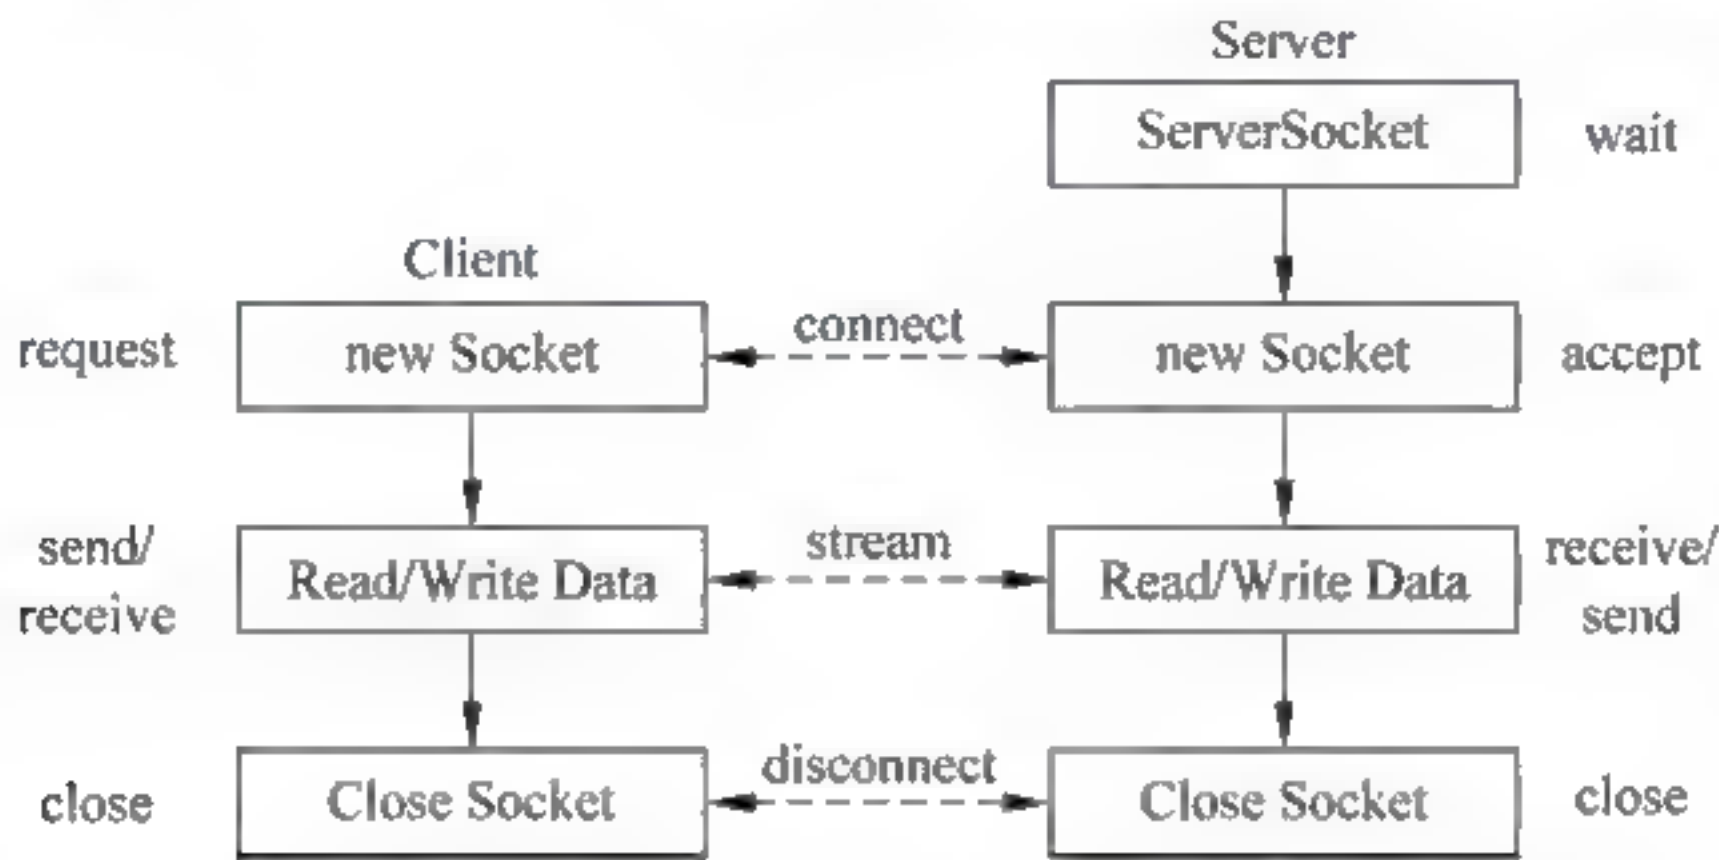 Server
ServerSocket
wait
Client
request
new Socket
connect
new Socket
accept
send/
receive
Read/Write Data
stream
Read/Write Data
receive/
send
close
Close Socket
disconnect
Close Socket
close